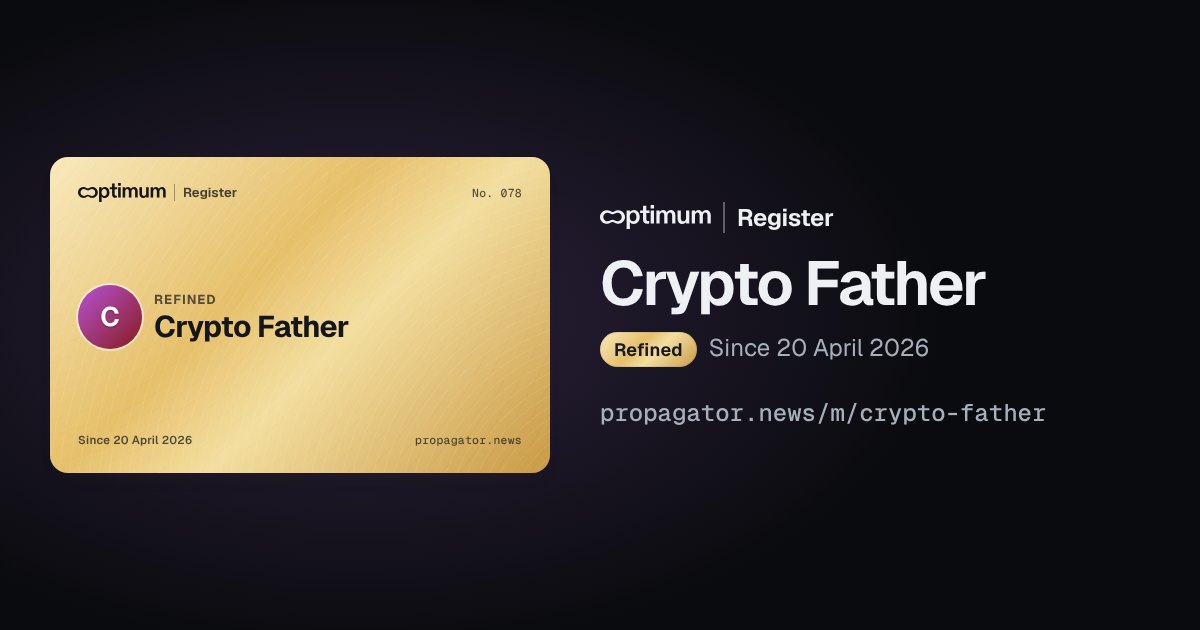 optimum | Register
No. 078
C
REFINED
Crypto Father
Since 20 April 2026
propagator.news
optimum | Register
Crypto Father
Refined Since 20 April 2026
propagator.news/m/crypto-father